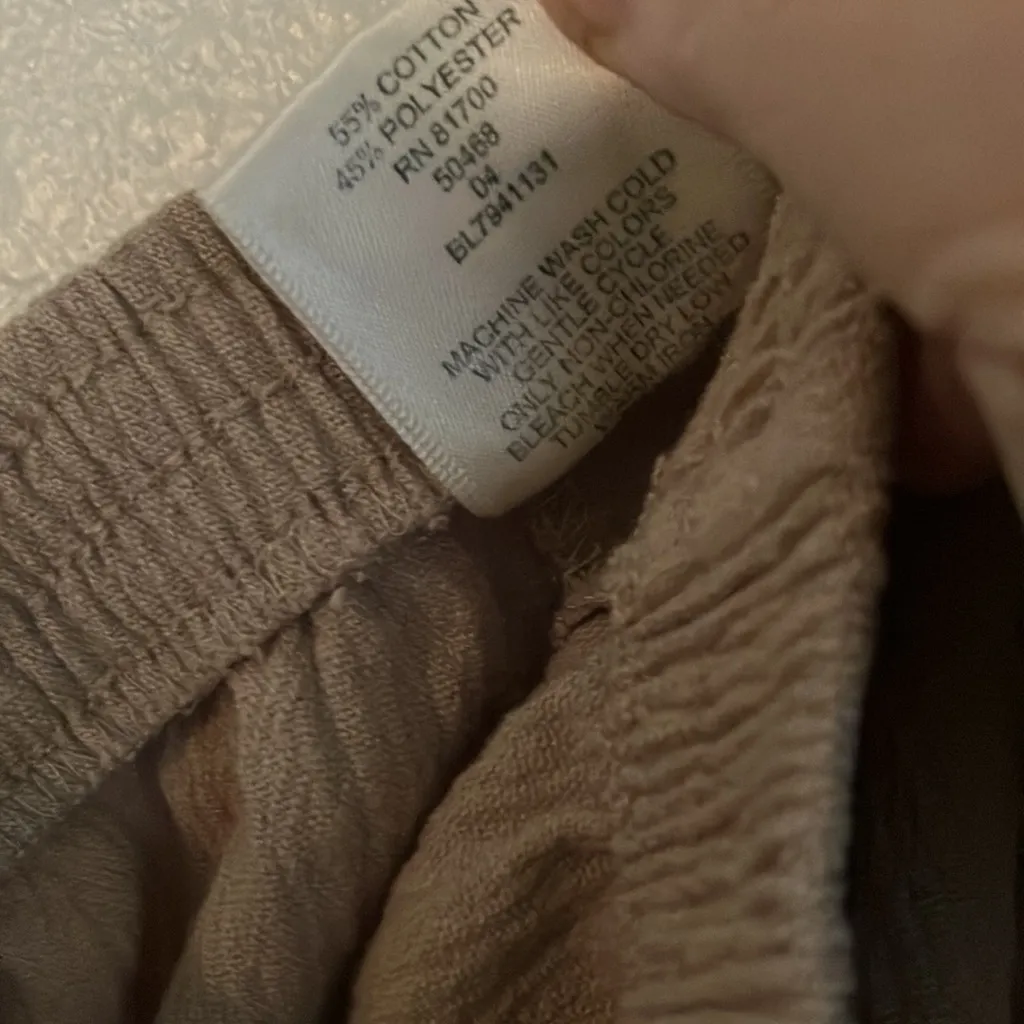 55% COTTON
45% POLYESTER
RN 81700
50468
04
BL7941131
MACHINE WASH COLD
WITH LIKE COLORS
GENTLE CYCLE
ONLY NON-CHLORINE
BLEACH WHEN NEEDED
TUMBLE DRY LOW